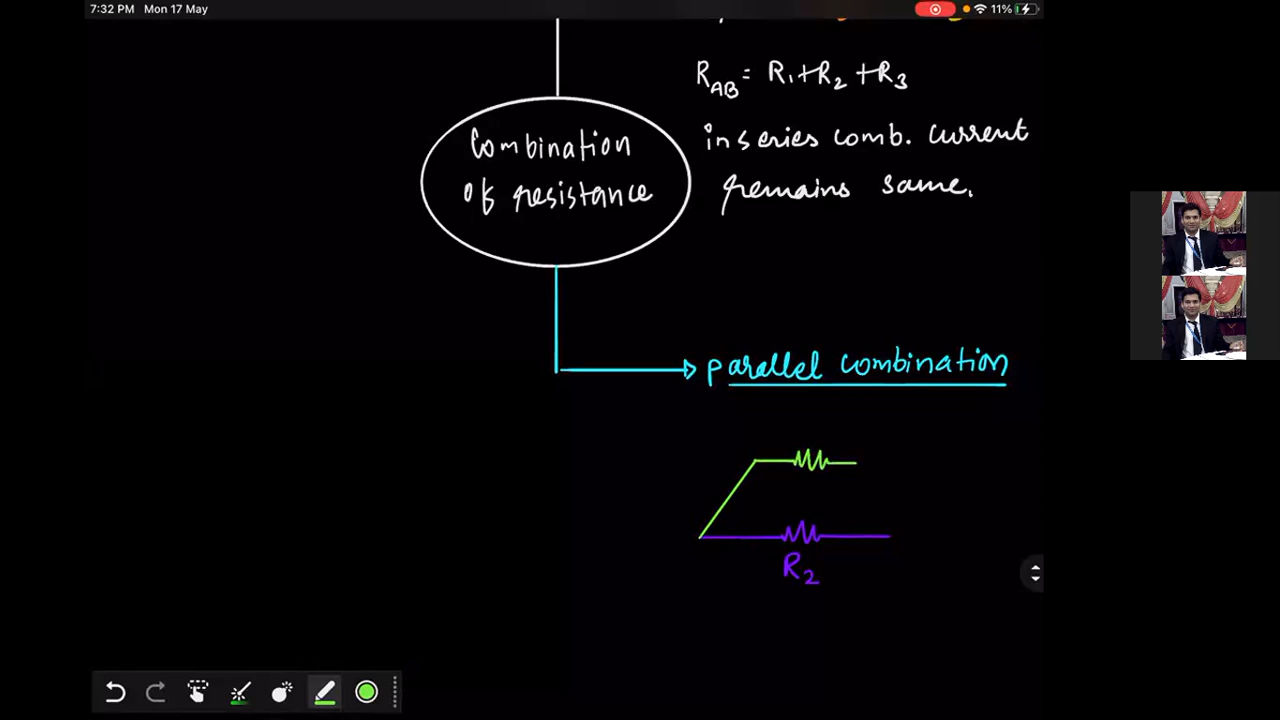 7:32 PM Mon 17 May
11%
R_AB = R₁+R₂+R₃
in series comb. current
remains same.
Combination
of resistance
parallel combination
R₂